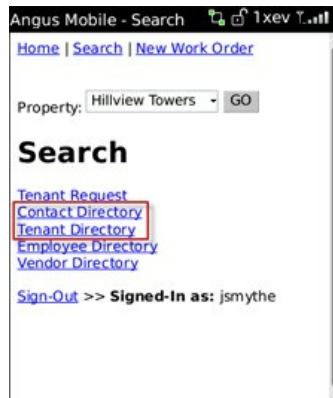 Angus Mobile - Search 1xev
Home | Search | New Work Order
Property: Hillview Towers GO
Search
Tenant Request
Contact Directory
Tenant Directory
Employee Directory
Vendor Directory
Sign-Out >> Signed-In as: jsmythe